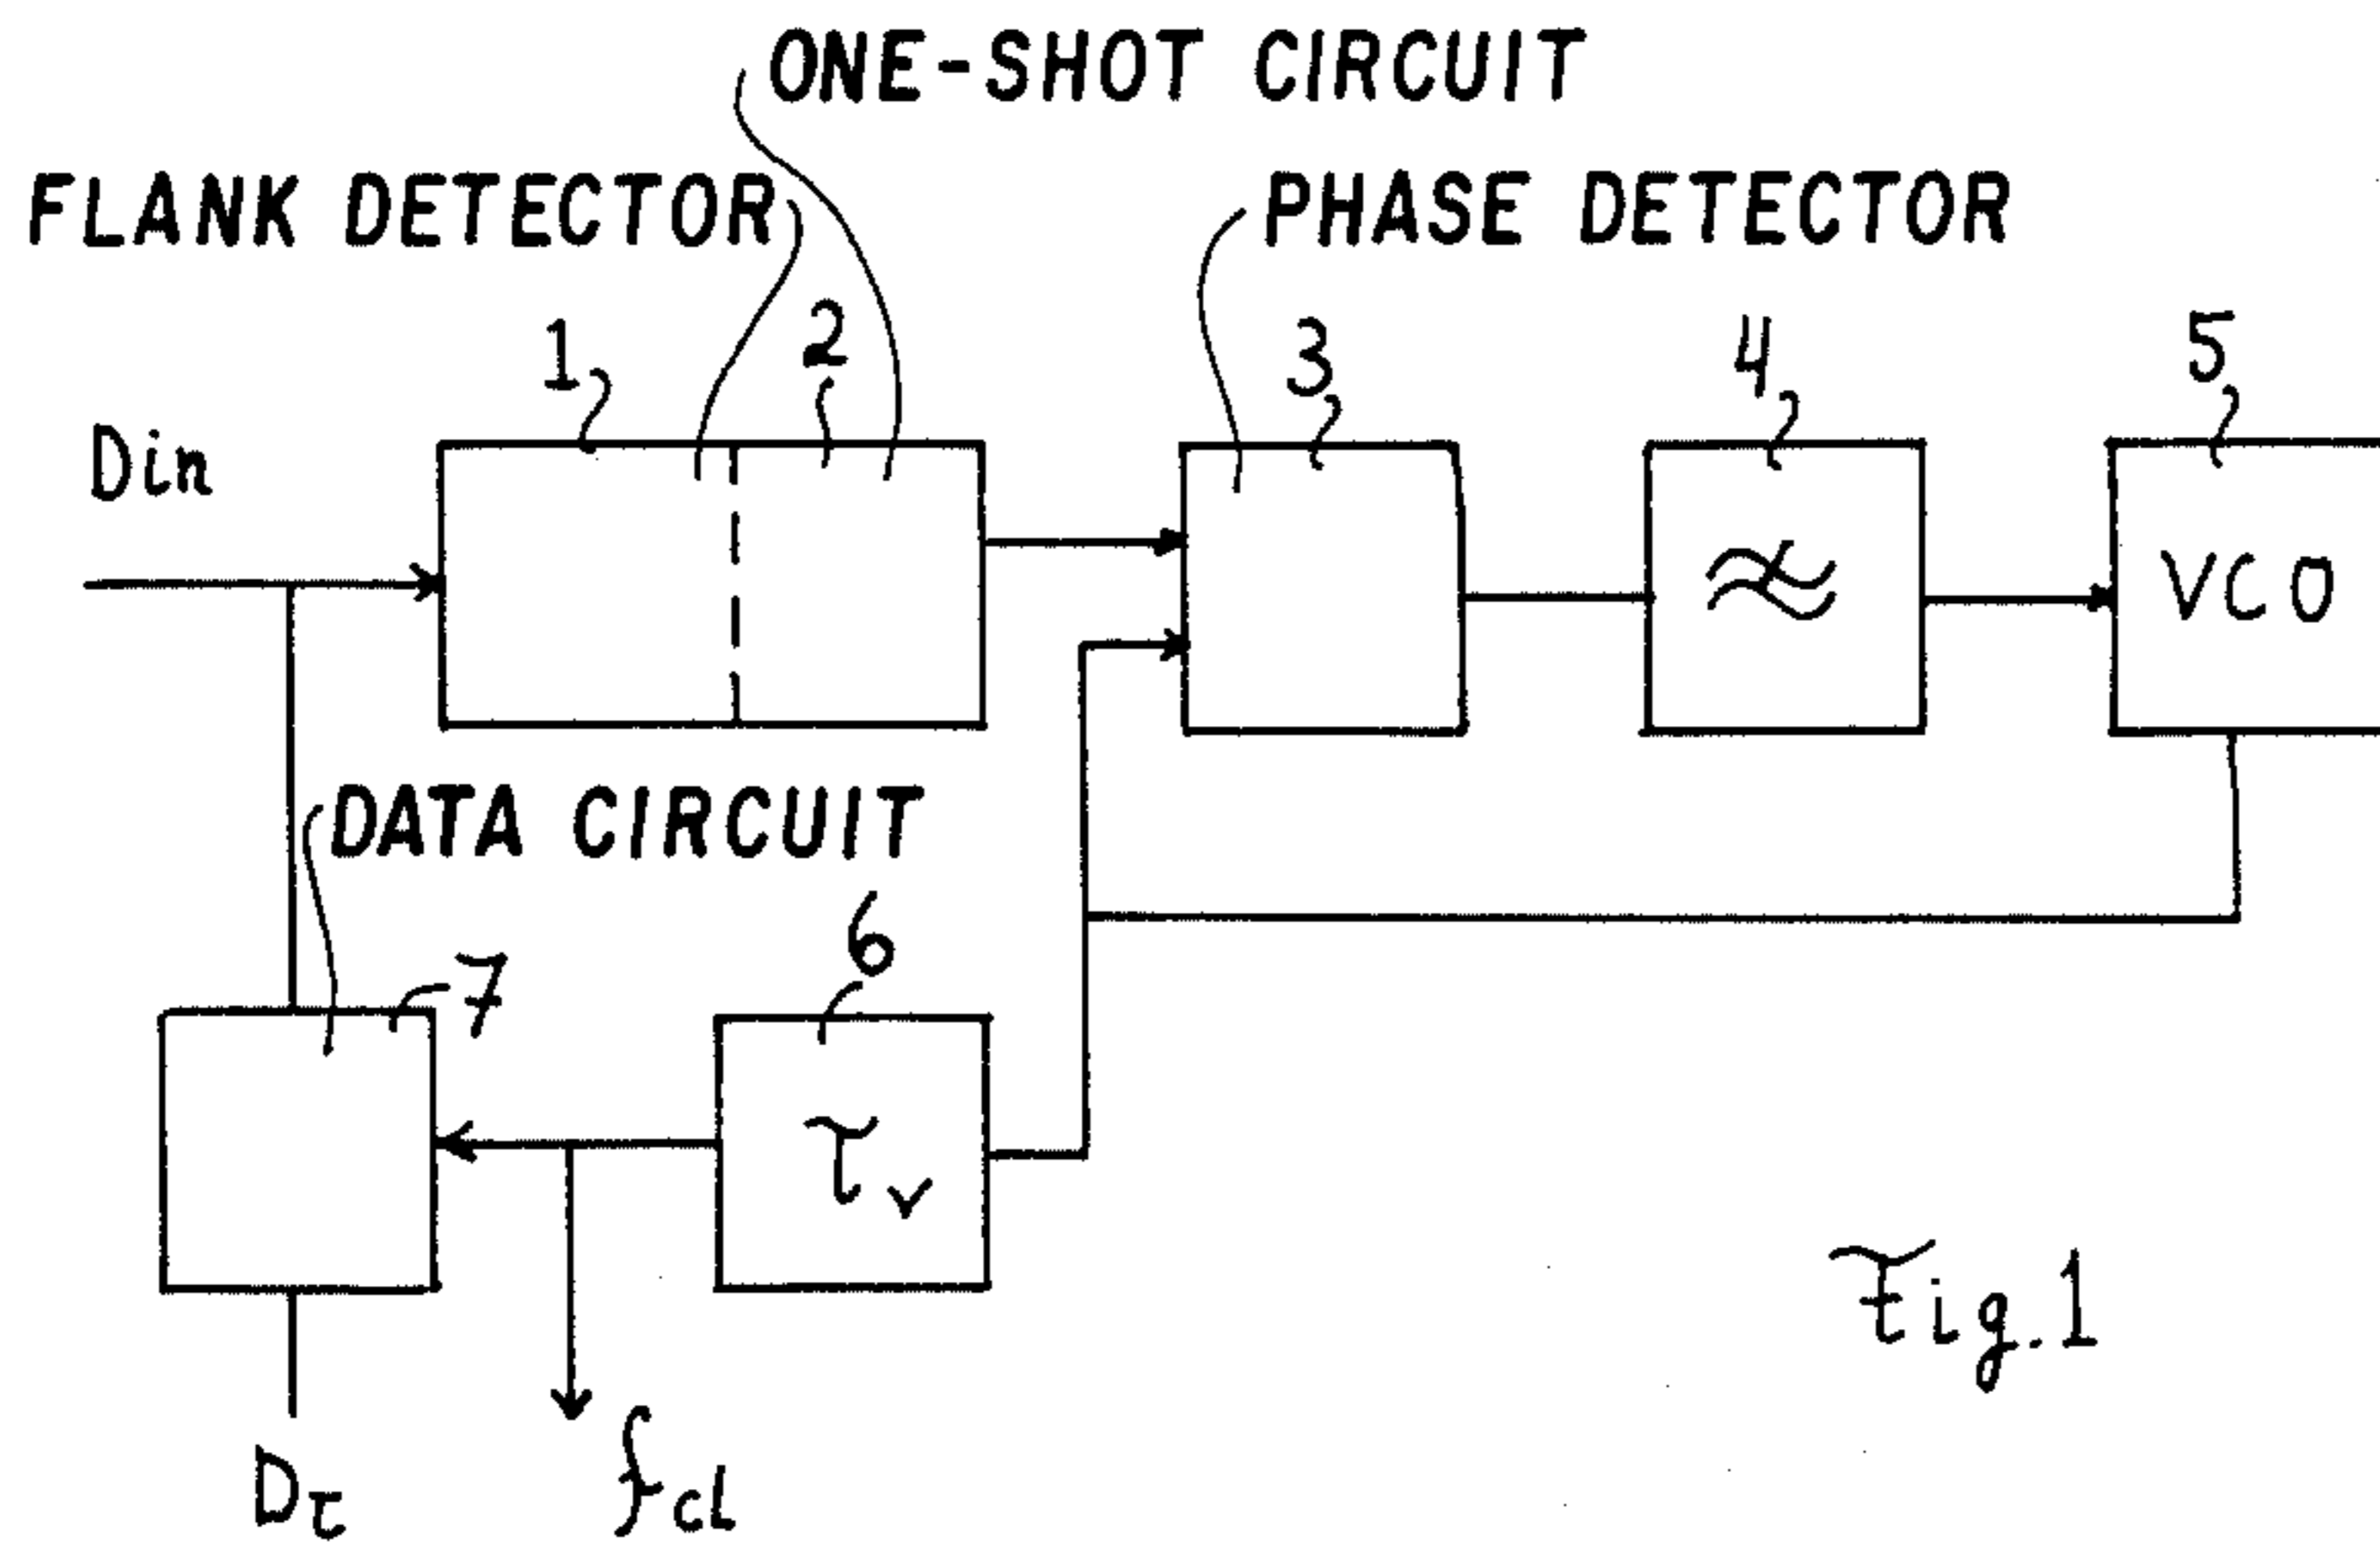 ONE-SHOT CIRCUIT
FLANK DETECTOR
PHASE DETECTOR
1
2
3
4
5
Din
VCO
DATA CIRCUIT
6
7
τv
Fig.1
Dτ
fcl